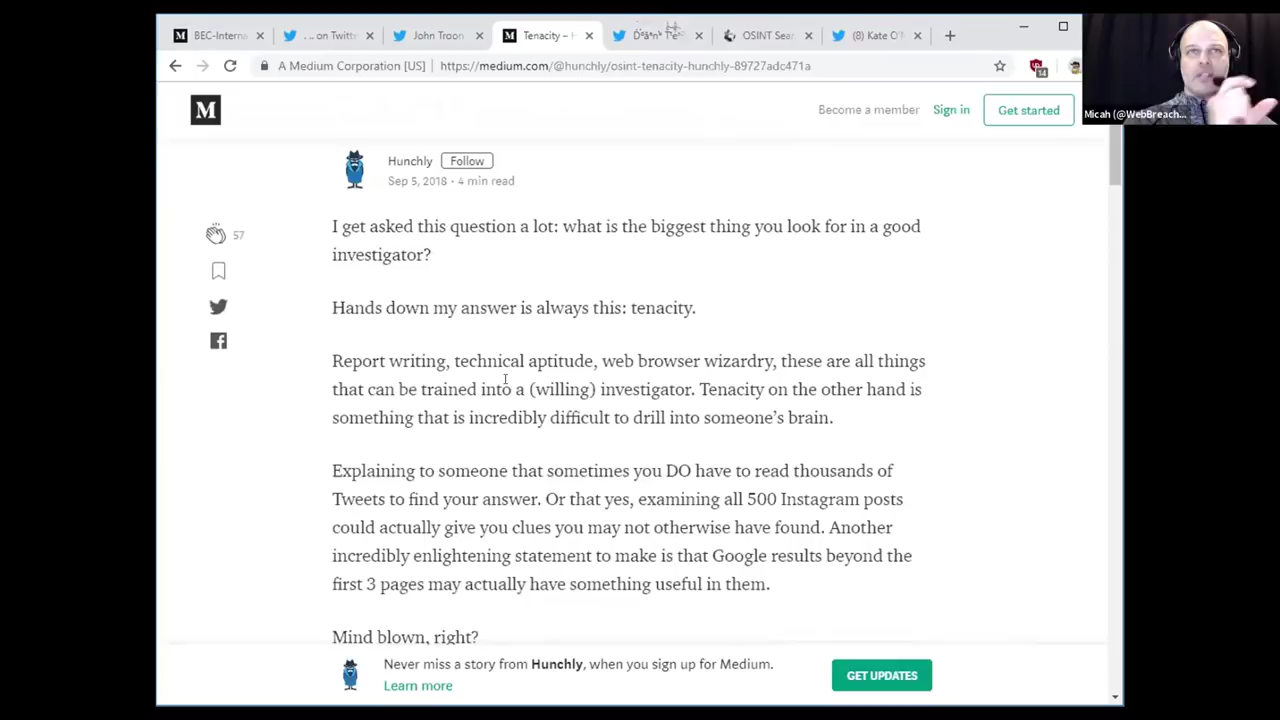 BEC-Interna
... on Twitt
John Troon
Tenacity – H
OSINT Sear
(8) Kate O'
A Medium Corporation [US]
https://medium.com/@hunchly/osint-tenacity-hunchly-89727adc471a
14
Micah (@WebBreach...
M
Become a member
Sign in
Get started
Hunchly
Follow
Sep 5, 2018 · 4 min read
57
I get asked this question a lot: what is the biggest thing you look for in a good
investigator?
Hands down my answer is always this: tenacity.
Report writing, technical aptitude, web browser wizardry, these are all things
that can be trained into a (willing) investigator. Tenacity on the other hand is
something that is incredibly difficult to drill into someone's brain.
Explaining to someone that sometimes you DO have to read thousands of
Tweets to find your answer. Or that yes, examining all 500 Instagram posts
could actually give you clues you may not otherwise have found. Another
incredibly enlightening statement to make is that Google results beyond the
first 3 pages may actually have something useful in them.
Mind blown, right?
Never miss a story from Hunchly, when you sign up for Medium.
Learn more
GET UPDATES